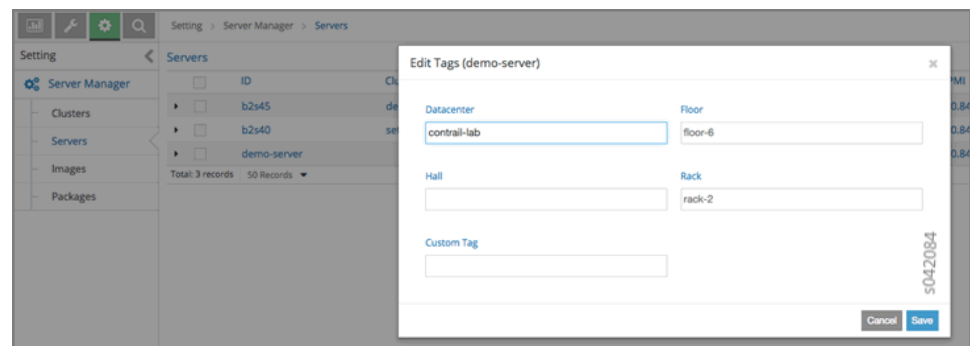 Setting > Server Manager > Servers
Setting
Servers
Edit Tags (demo-server)
Server Manager
ID
Clusters
b2s45
Servers
b2s40
Images
demo-server
Packages
Total: 3 records 50 Records
Datacenter
Floor
contrail-lab
floor-6
Hall
Rack
rack-2
Custom Tag
s042084
Cancel
Save